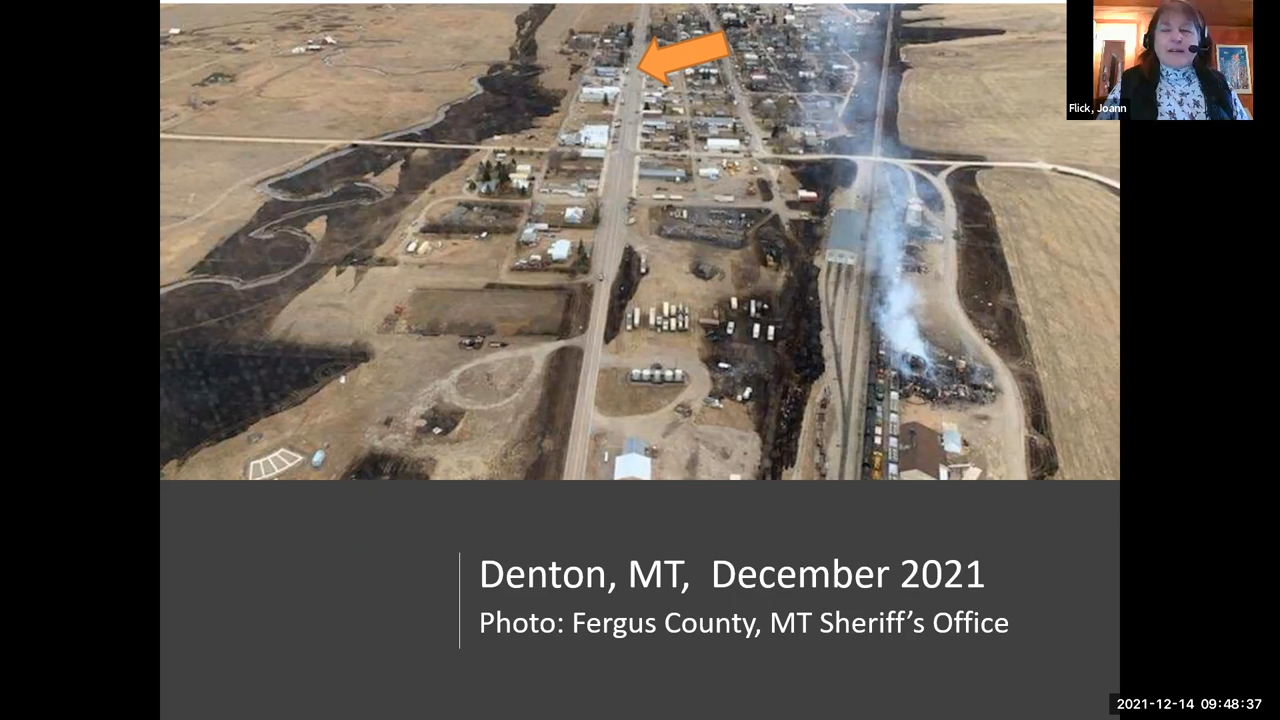 Flick, Joann
Denton, MT, December 2021
Photo: Fergus County, MT Sheriff’s Office
2021-12-14 09:48:37